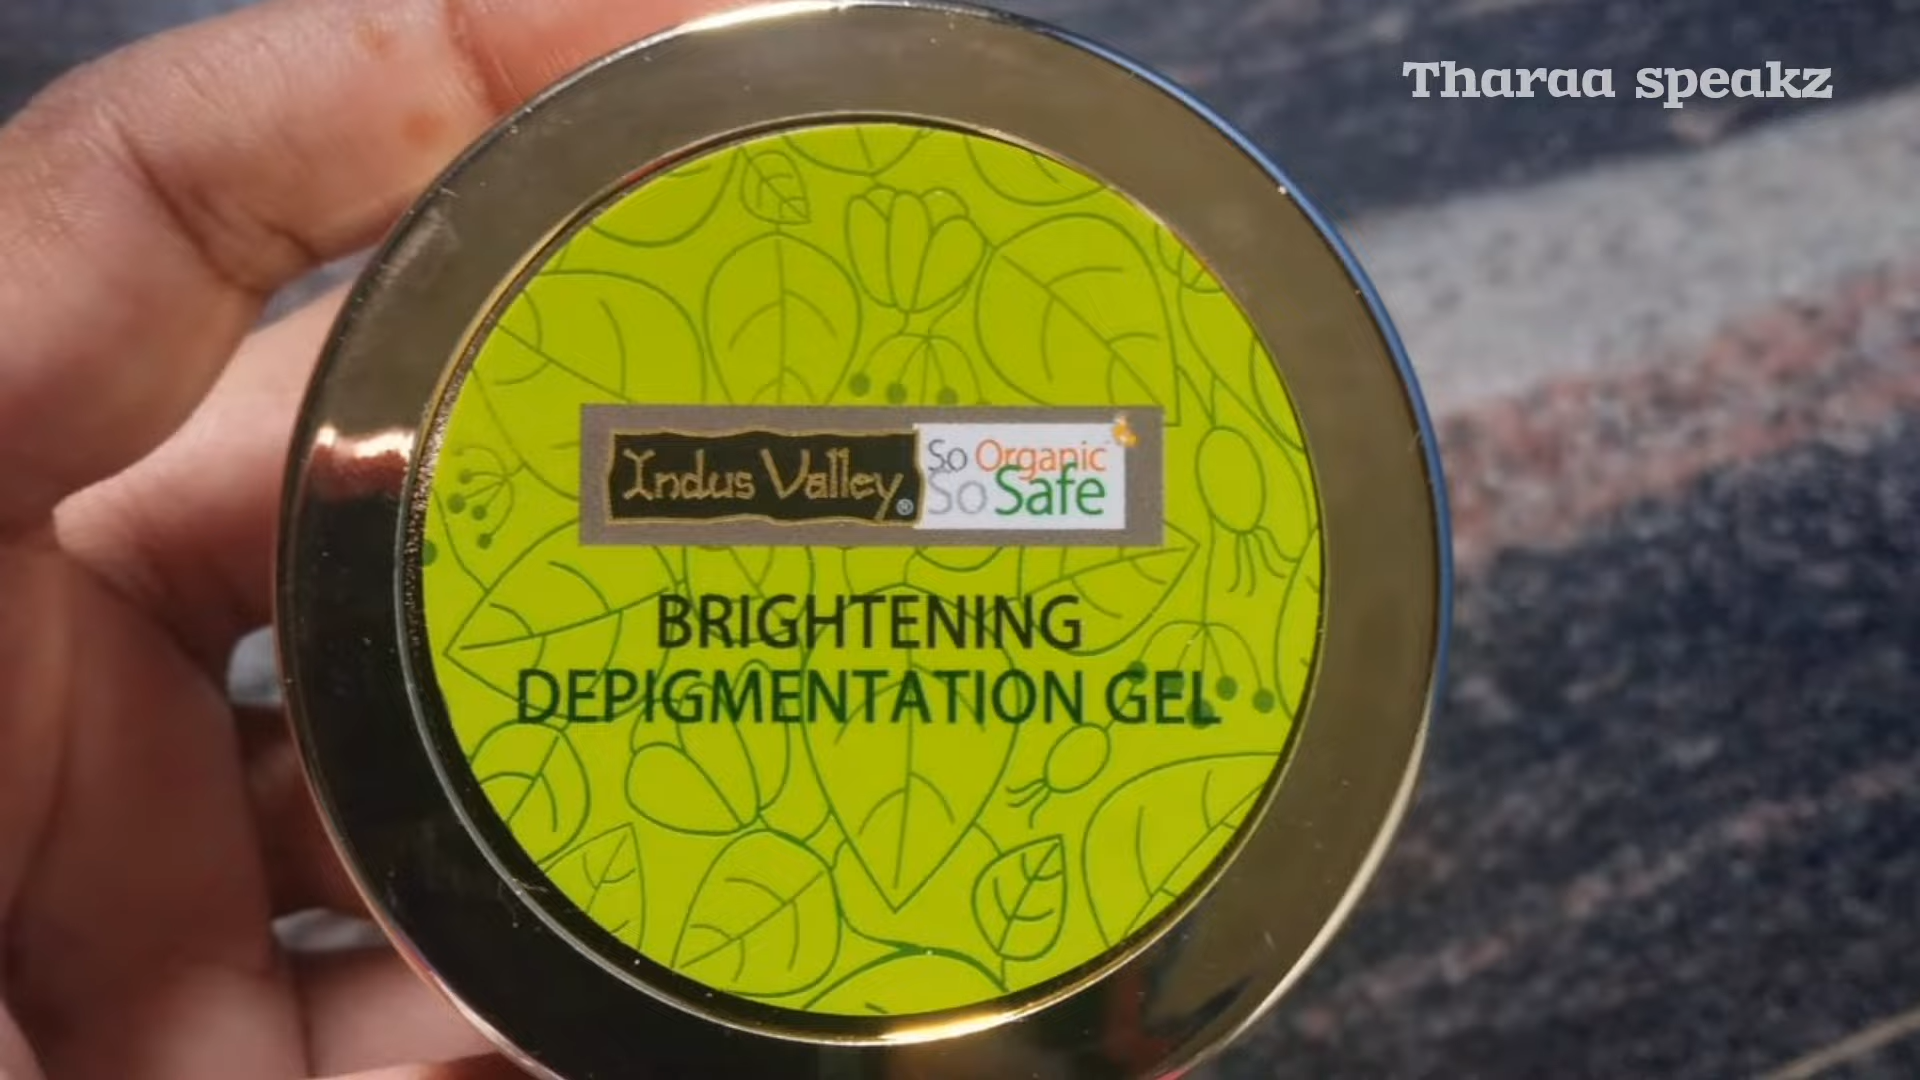 Tharaa speakz
Indus Valley®
So Organic
So Safe
BRIGHTENING
DEPIGMENTATION GEL